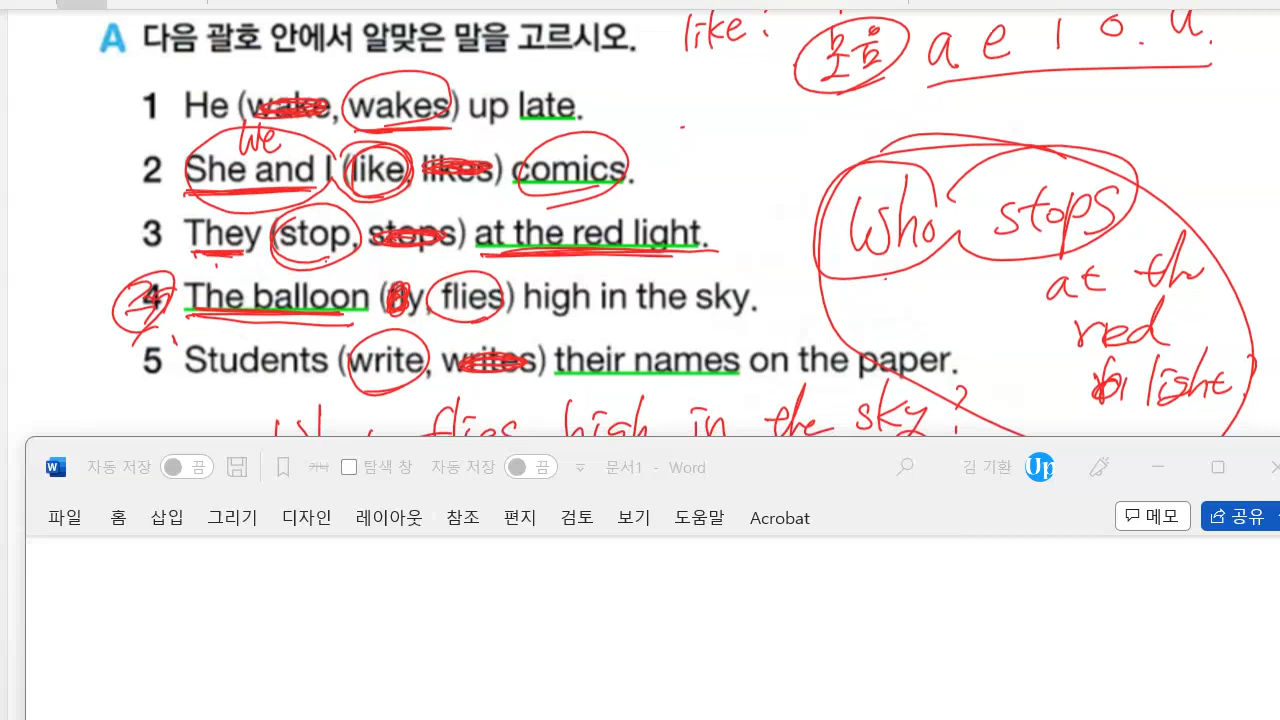 like:
모음 a e i o. u.
A 다음 괄호 안에서 알맞은 말을 고르시오.
1 He (wake, wakes) up late.
We
2 She and I (like, likes) comics.
3 They (stop, stops) at the red light.
4 The balloon (fly, flies) high in the sky.
5 Students (write, writes) their names on the paper.
Who stops
at the
red
light.
flies high in the sky?
자동 저장 끔 탐색 창 자동 저장 끔 문서1 - Word 김 기환 Up
파일 홈 삽입 그리기 디자인 레이아웃 참조 편지 검토 보기 도움말 Acrobat 메모 공유